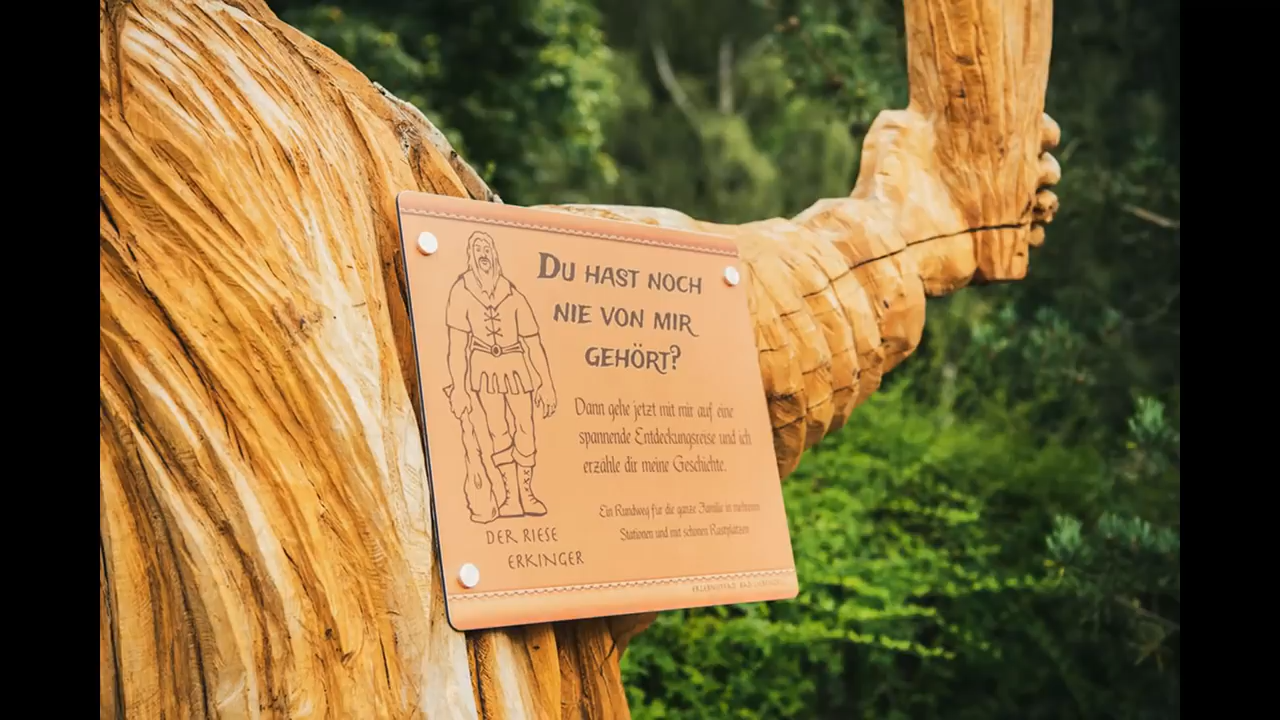 DU HAST NOCH
NIE VON MIR
GEHÖRT?
Dann gehe jetzt mit mir auf eine
spannende Entdeckungsreise und ich
erzähle dir meine Geschichte.
Ein Rundweg für die ganze Familie in mehreren
Stationen und mit schönen Rastplätzen
DER RIESE
ERKINGER
ERLEBNISPFAD BAD